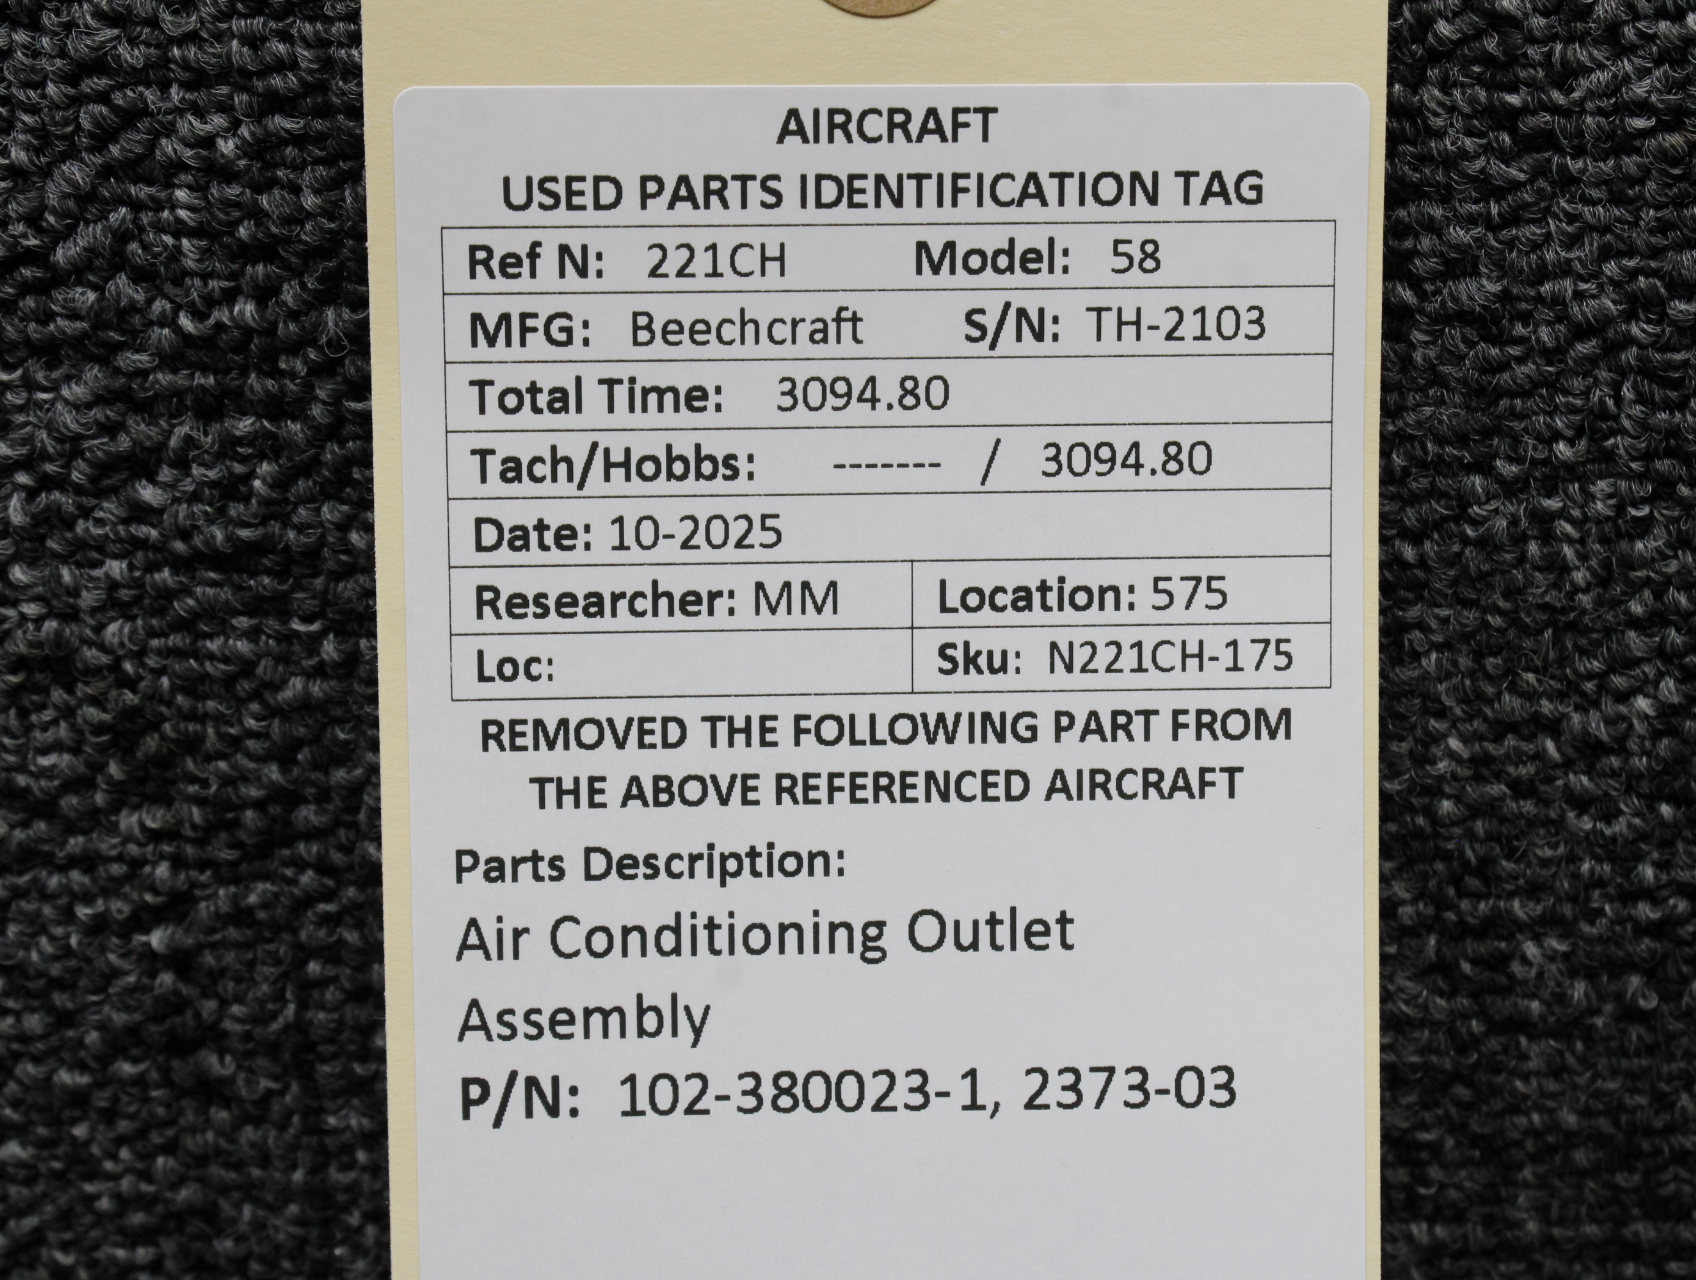 AIRCRAFT
USED PARTS IDENTIFICATION TAG
Ref N: 221CH Model: 58
MFG: Beechcraft S/N: TH-2103
Total Time: 3094.80
Tach/Hobbs: ------- / 3094.80
Date: 10-2025
Researcher: MM Location: 575
Loc: Sku: N221CH-175
REMOVED THE FOLLOWING PART FROM
THE ABOVE REFERENCED AIRCRAFT
Parts Description:
Air Conditioning Outlet
Assembly
P/N: 102-380023-1, 2373-03